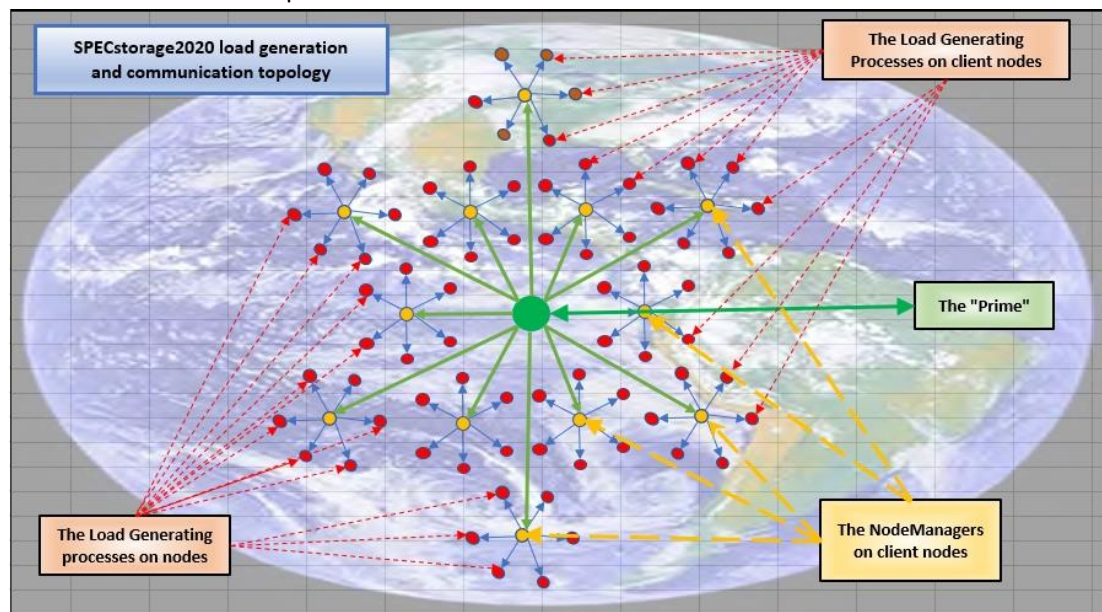 SPECstorage2020 load generation
and communication topology
The Load Generating
Processes on client nodes
The "Prime"
The Load Generating
processes on nodes
The NodeManagers
on client nodes